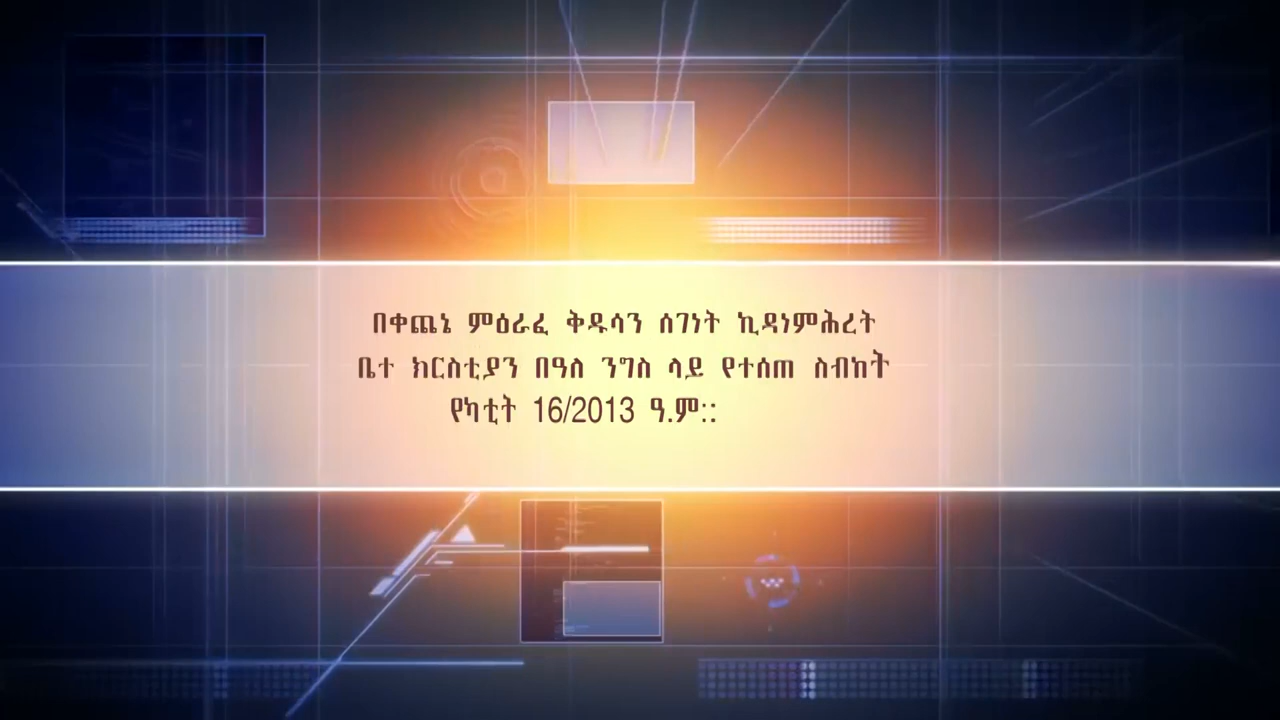 በቀጨኔ ምዕራፈ ቅዱሳን ሰገነት ኪዳነምሕረት
ቤተ ክርስቲያን በዓለ ንግስ ላይ የተሰጠ ስብከት
የካቲት 16/2013 ዓ.ም::